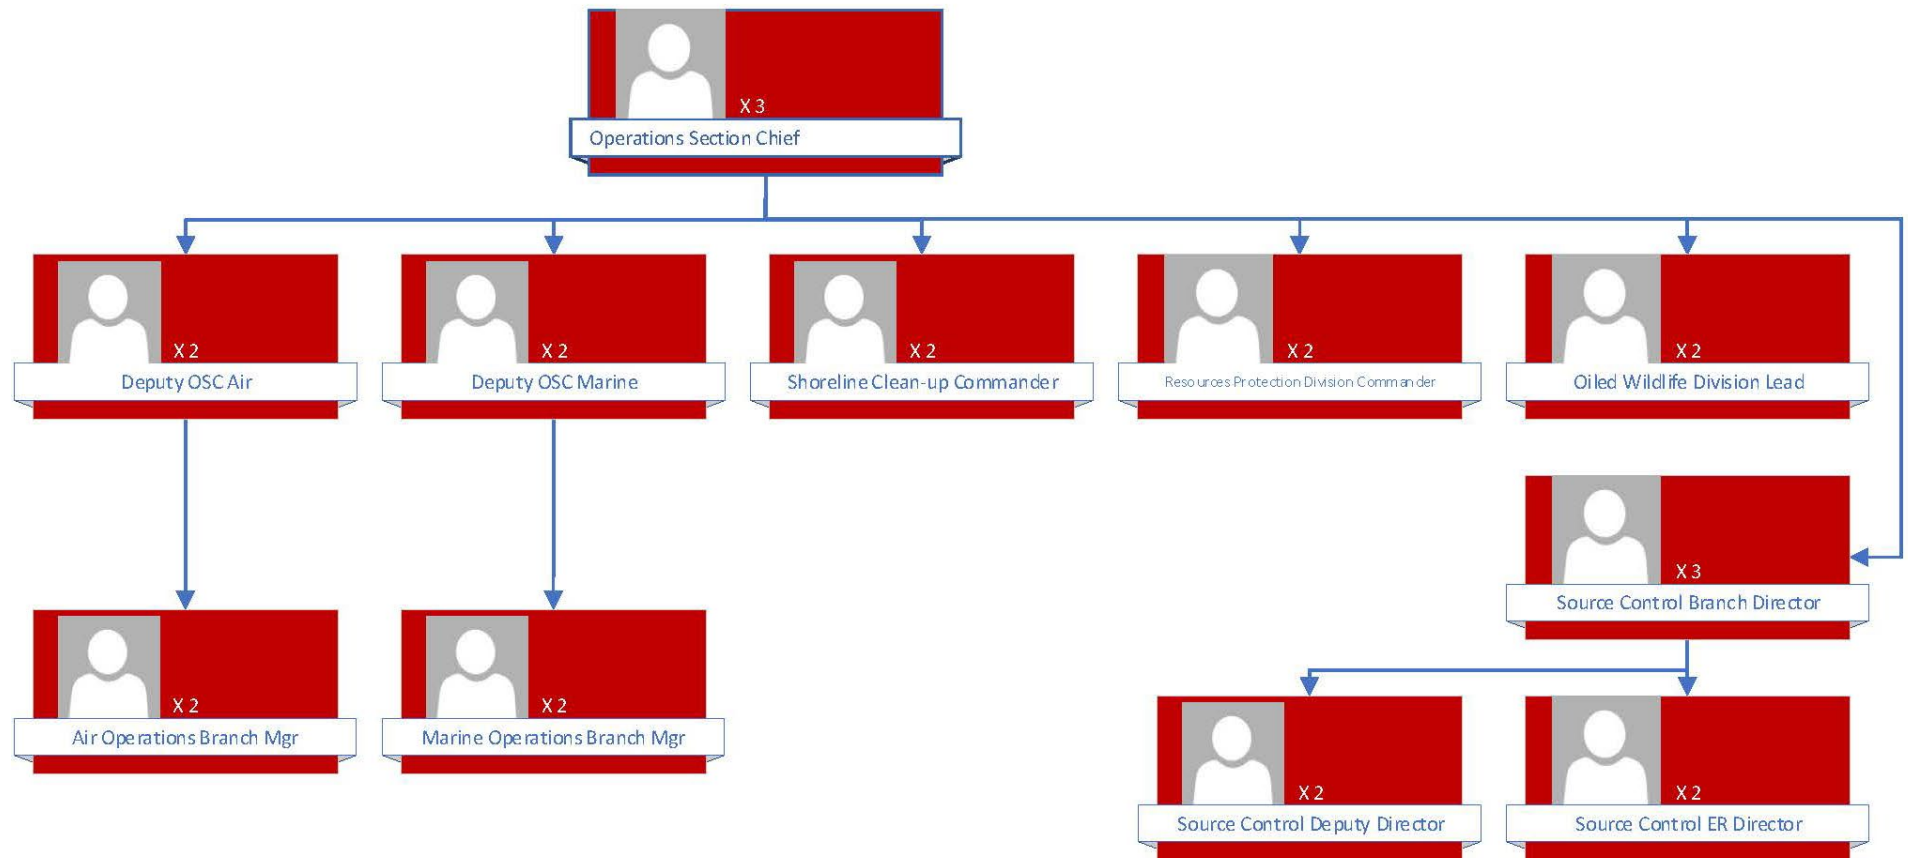 X 3
Operations Section Chief
X 2
Deputy OSC Air
X 2
Deputy OSC Marine
X 2
Shoreline Clean-up Commander
X 2
Resources Protection Division Commander
X 2
Oiled Wildlife Division Lead
X 3
Source Control Branch Director
X 2
Air Operations Branch Mgr
X 2
Marine Operations Branch Mgr
X 2
Source Control Deputy Director
X 2
Source Control ER Director